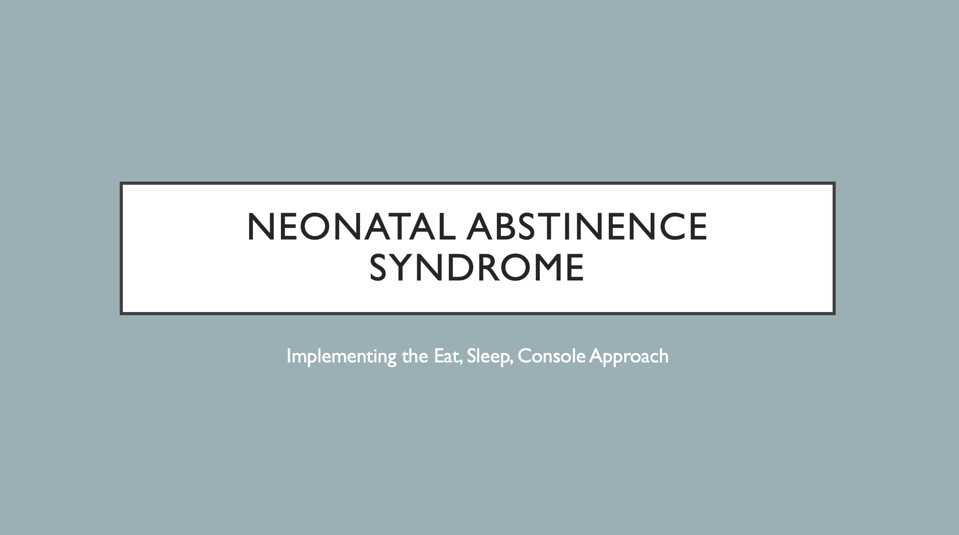 NEONATAL ABSTINENCE
SYNDROME
Implementing the Eat, Sleep, Console Approach